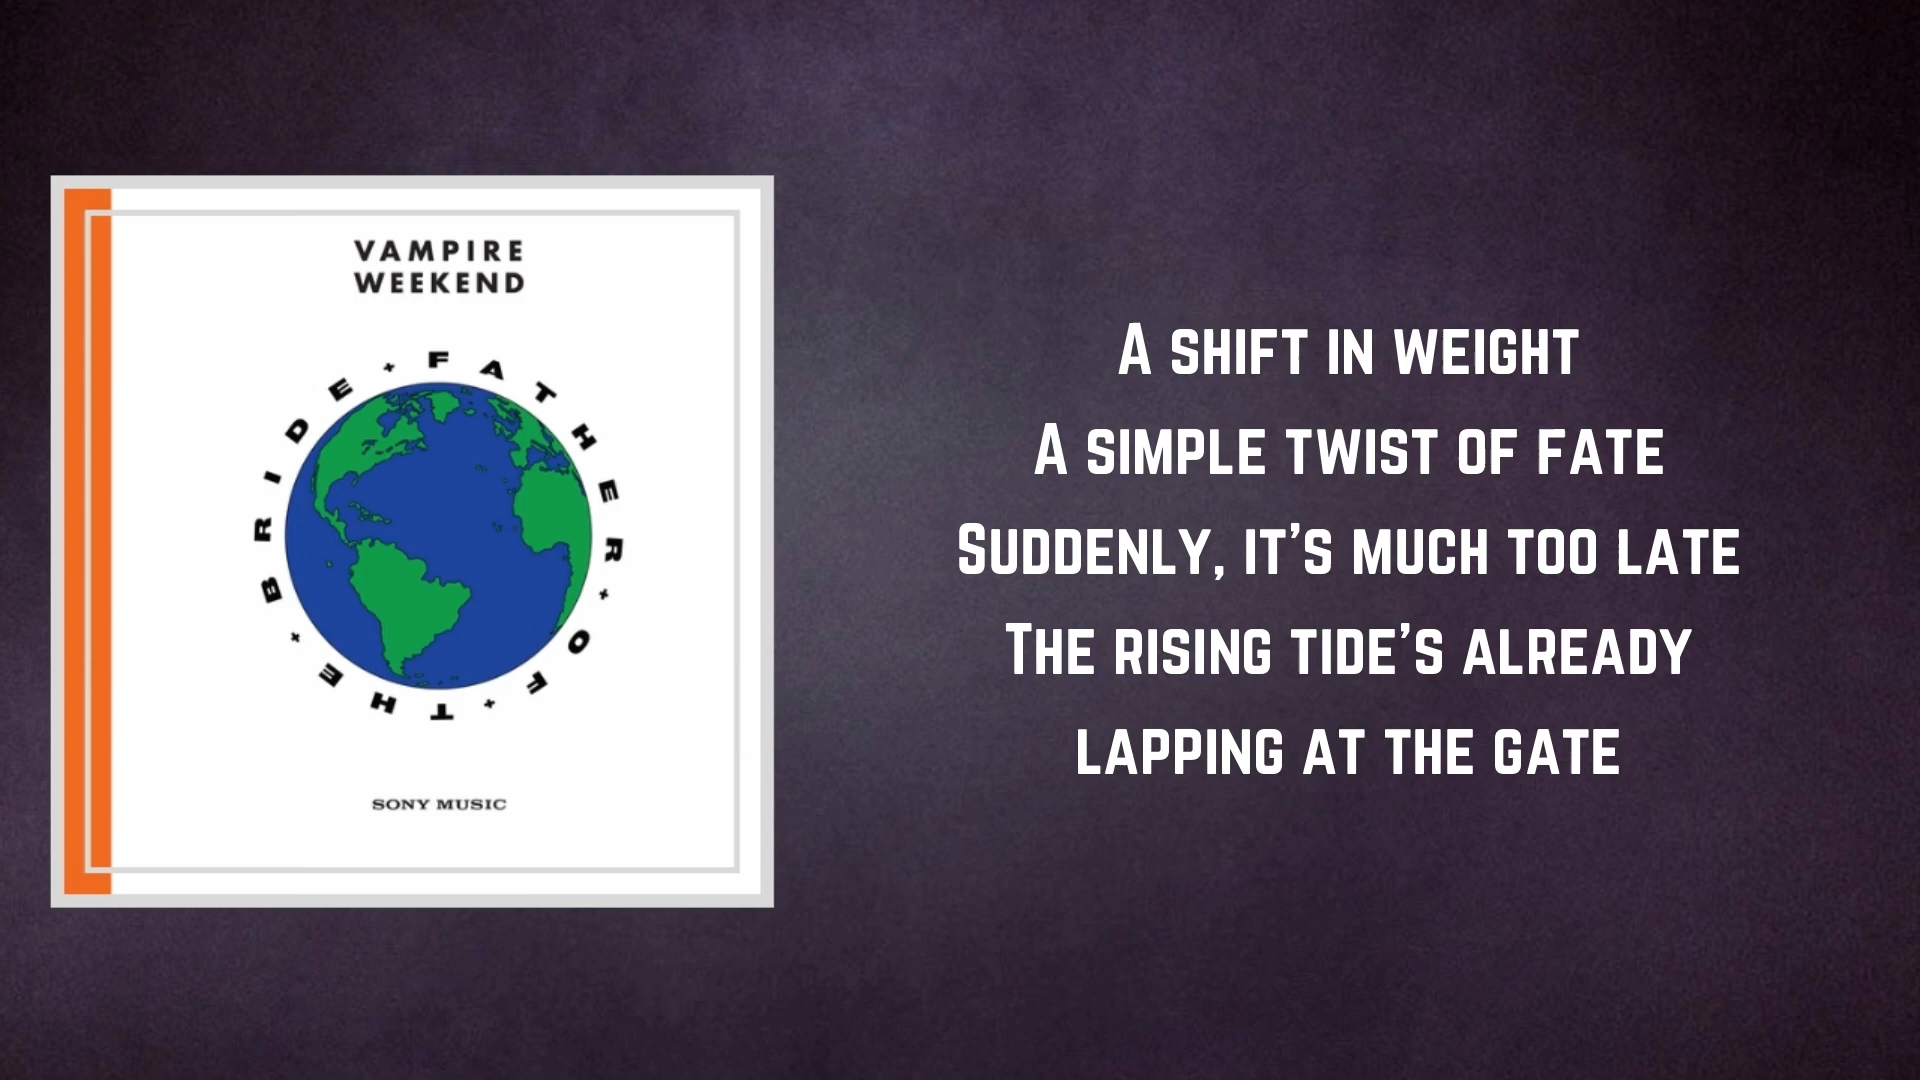 VAMPIRE
WEEKEND
FATHER + OF + THE + BRIDE +
SONY MUSIC
A SHIFT IN WEIGHT
A SIMPLE TWIST OF FATE
SUDDENLY, IT'S MUCH TOO LATE
THE RISING TIDE'S ALREADY
LAPPING AT THE GATE